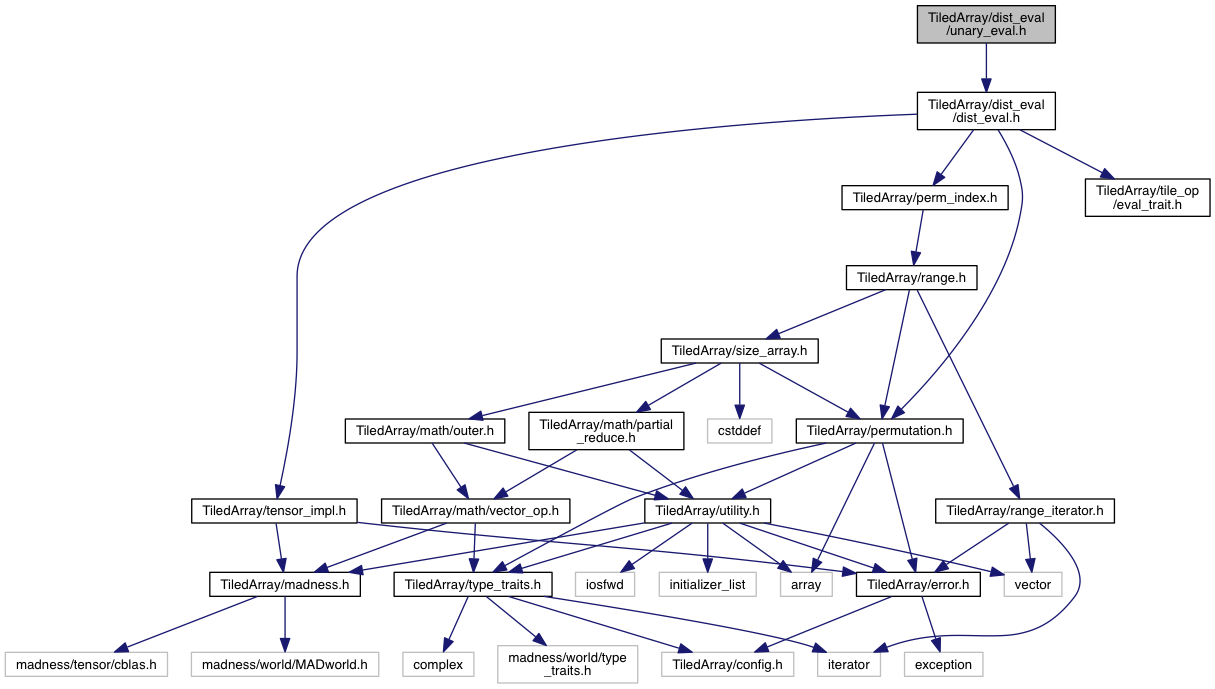 TiledArray/dist_eval
/unary_eval.h
TiledArray/dist_eval
/dist_eval.h
TiledArray/perm_index.h
TiledArray/tile_op
/eval_trait.h
TiledArray/range.h
TiledArray/size_array.h
TiledArray/math/outer.h
TiledArray/math/partial
_reduce.h
cstddef
TiledArray/permutation.h
TiledArray/tensor_impl.h
TiledArray/math/vector_op.h
TiledArray/utility.h
TiledArray/range_iterator.h
TiledArray/madness.h
TiledArray/type_traits.h
iosfwd
initializer_list
array
TiledArray/error.h
vector
madness/tensor/cblas.h
madness/world/MADworld.h
complex
madness/world/type
_traits.h
TiledArray/config.h
iterator
exception